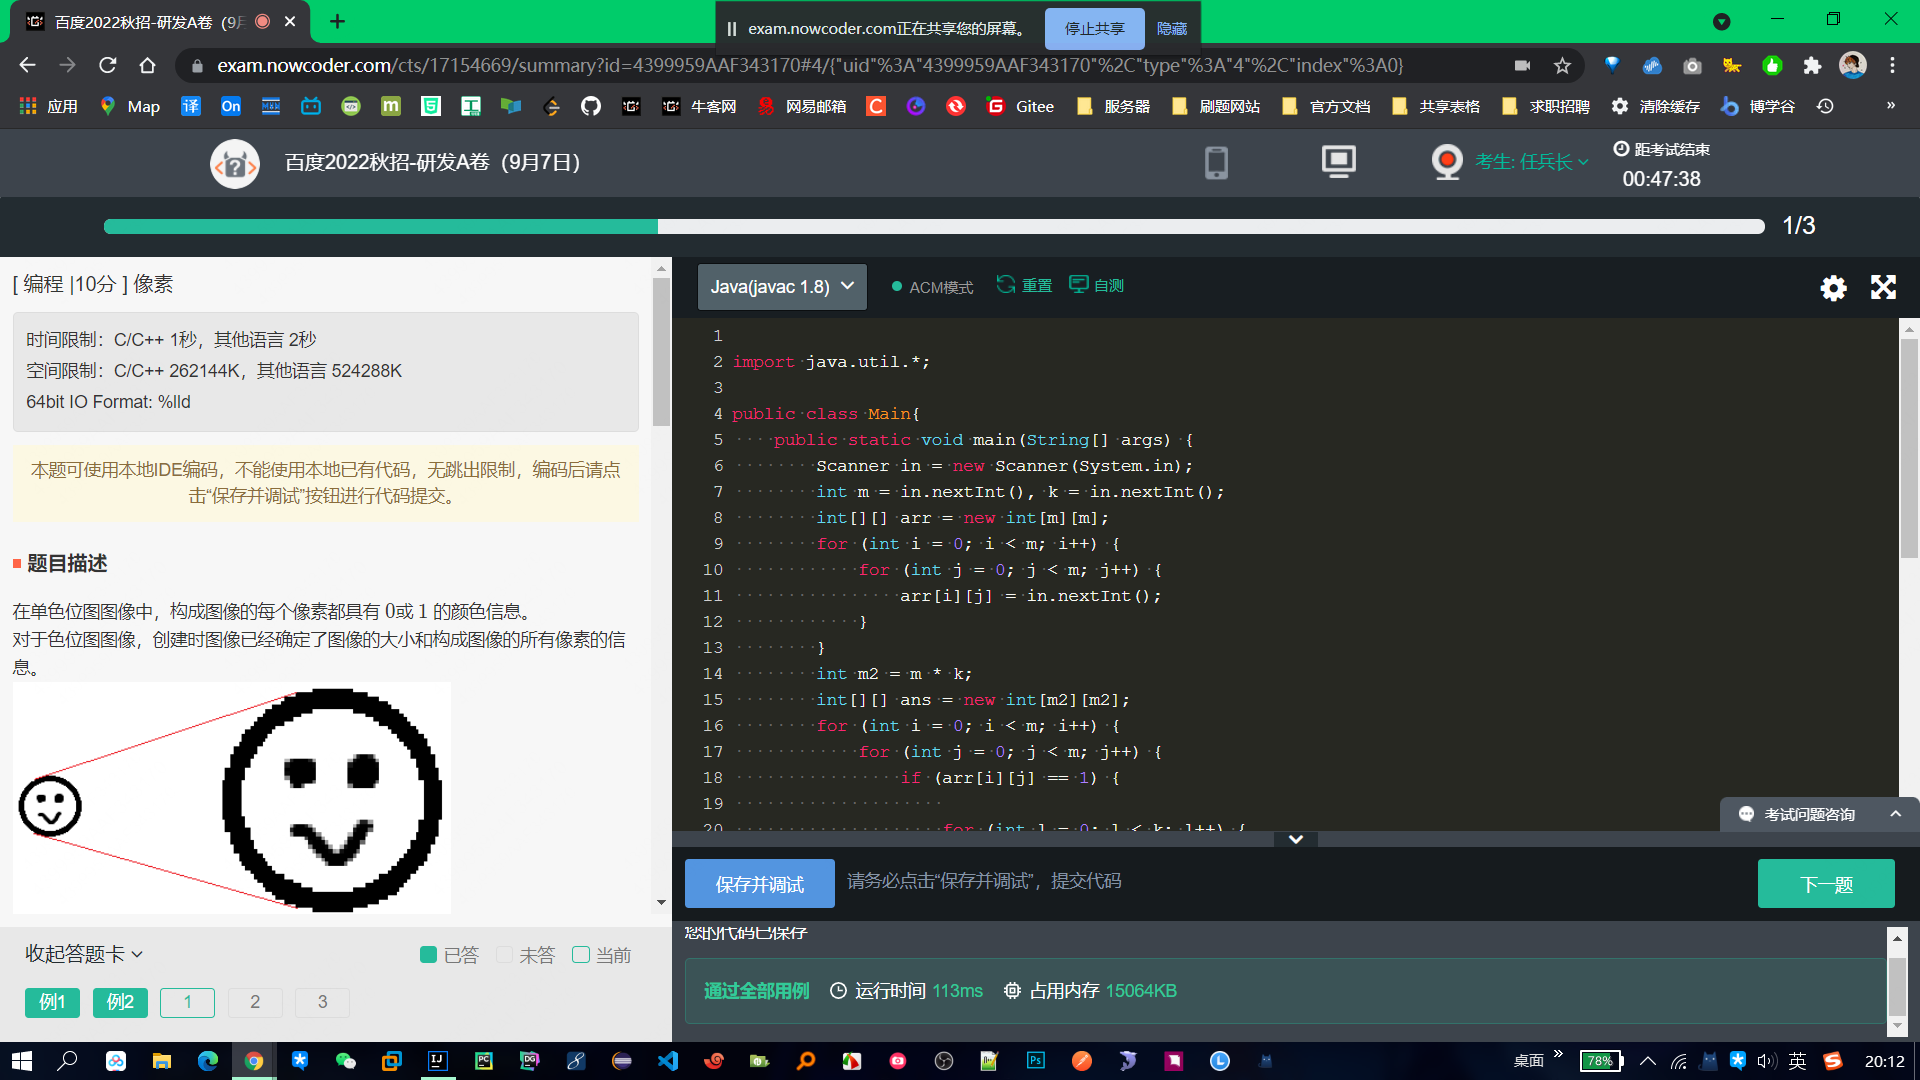 百度2022秋招-研发A卷（9月
exam.nowcoder.com正在共享您的屏幕。
停止共享
隐藏
exam.nowcoder.com/cts/17154669/summary?id=4399959AAF343170#4/{"uid"%3A"4399959AAF343170"%2C"type"%3A"4"%2C"index"%3A0}
应用
Map
牛客网
网易邮箱
Gitee
服务器
刷题网站
官方文档
共享表格
求职招聘
清除缓存
博学谷
百度2022秋招-研发A卷（9月7日）
考生: 任兵长
距考试结束
00:47:38
1/3
[ 编程 |10分 ] 像素
时间限制：C/C++ 1秒，其他语言 2秒
空间限制：C/C++ 262144K，其他语言 524288K
64bit IO Format: %lld
本题可使用本地IDE编码，不能使用本地已有代码，无跳出限制，编码后请点
击“保存并调试”按钮进行代码提交。
题目描述
在单色位图图像中，构成图像的每个像素都具有 0或 1 的颜色信息。
对于色位图图像，创建时图像已经确定了图像的大小和构成图像的所有像素的信
息。
收起答题卡
已答
未答
当前
例1
例2
1
2
3
Java(javac 1.8)
ACM模式
重置
自测
1
2 import java.util.*;
3
4 public class Main{
5 public static void main(String[] args) {
6 Scanner in = new Scanner(System.in);
7 int m = in.nextInt(), k = in.nextInt();
8 int[][] arr = new int[m][m];
9 for (int i = 0; i < m; i++) {
10 for (int j = 0; j < m; j++) {
11 arr[i][j] = in.nextInt();
12 }
13 }
14 int m2 = m * k;
15 int[][] ans = new int[m2][m2];
16 for (int i = 0; i < m; i++) {
17 for (int j = 0; j < m; j++) {
18 if (arr[i][j] == 1) {
19
20 for (int l = 0; l < k; l++) {
考试问题咨询
保存并调试
请务必点击“保存并调试”，提交代码
下一题
您的代码已保存
通过全部用例
运行时间 113ms
占用内存 15064KB
桌面
78%
英
20:12